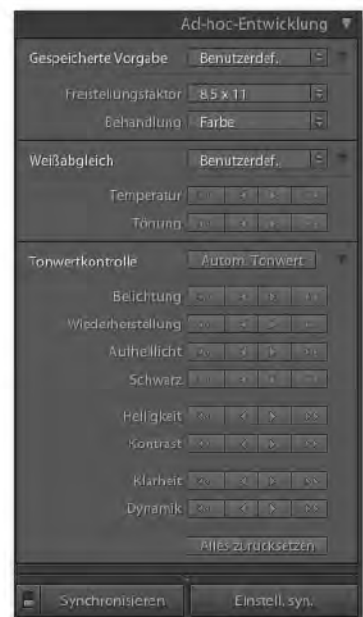 Ad-hoc-Entwicklung
Gespeicherte Vorgabe Benutzerdef..
Freistellungsfaktor 8.5 x 11
Behandlung Farbe
Weißabgleich Benutzerdef..
Temperatur
Tönung
Tonwertkontrolle Autom. Tonwert
Belichtung
Wiederherstellung
Aufhelllicht
Schwarz
Helligkeit
Kontrast
Klarheit
Dynamik
Alles zurücksetzen
Synchronisieren Einstell. syn.